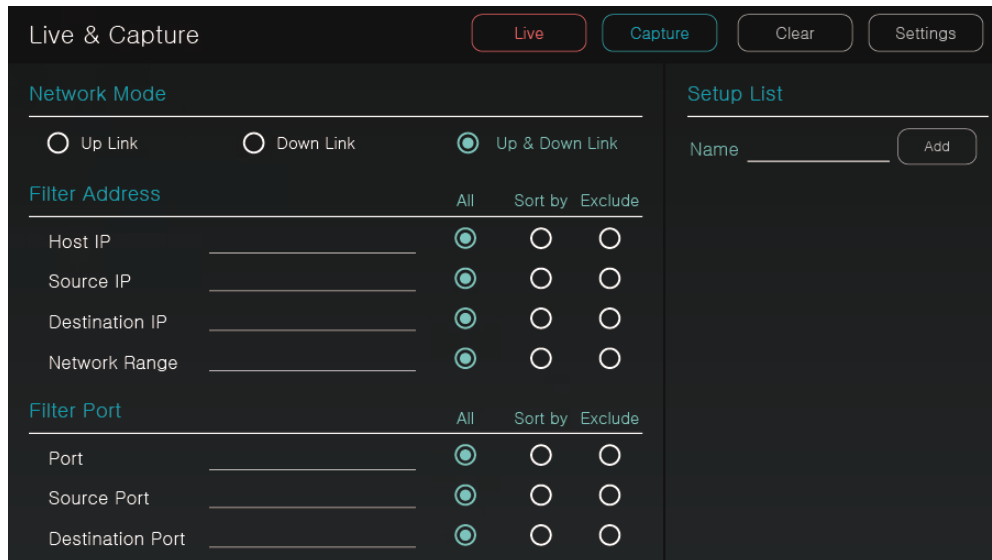 Live & Capture Live Capture Clear Settings
Network Mode
Up Link Down Link Up & Down Link
Filter Address All Sort by Exclude
Host IP
Source IP
Destination IP
Network Range
Filter Port All Sort by Exclude
Port
Source Port
Destination Port
Setup List
Name Add